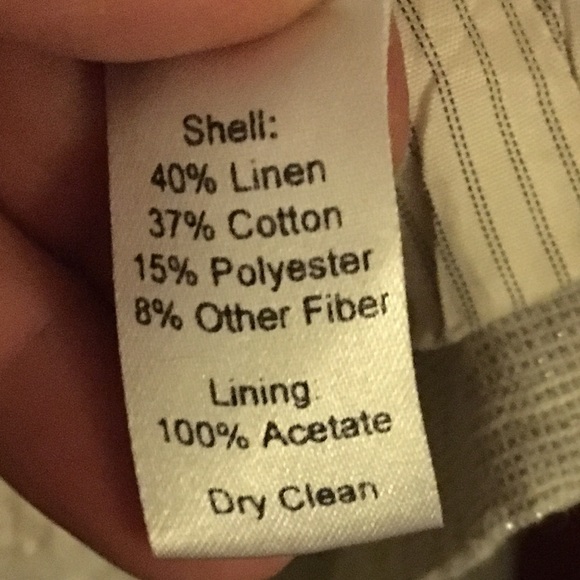 Shell:
40% Linen
37% Cotton
15% Polyester
8% Other Fiber
Lining
100% Acetate
Dry Clean